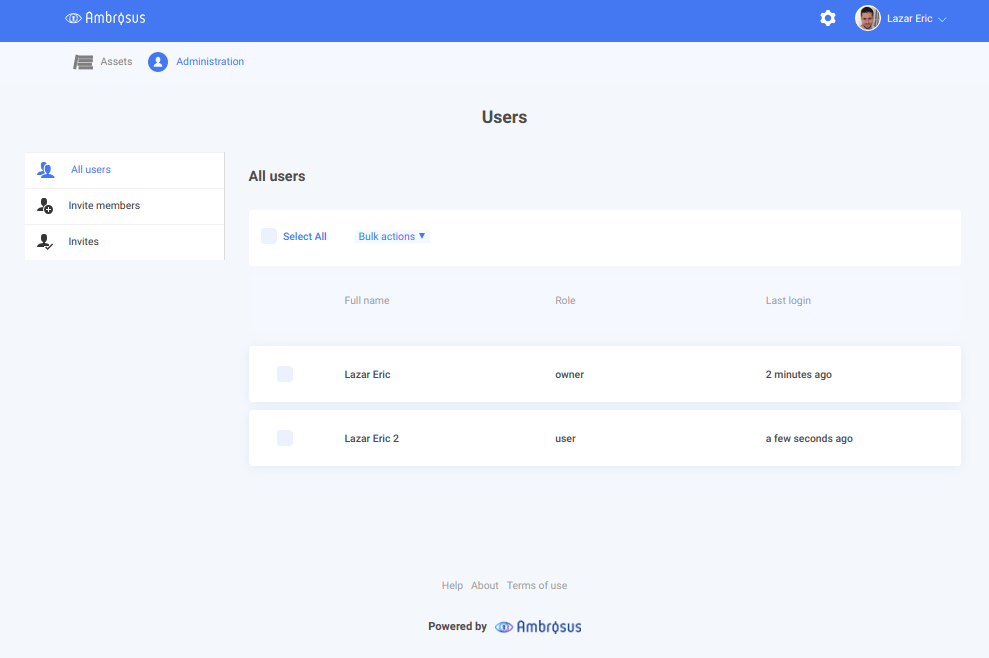 Ambrosus
Lazar Eric
Assets
Administration
Users
All users
Invite members
Invites
All users
Select All
Bulk actions ▼
Full name Role Last login
Lazar Eric owner 2 minutes ago
Lazar Eric 2 user a few seconds ago
Help About Terms of use
Powered by Ambrosus